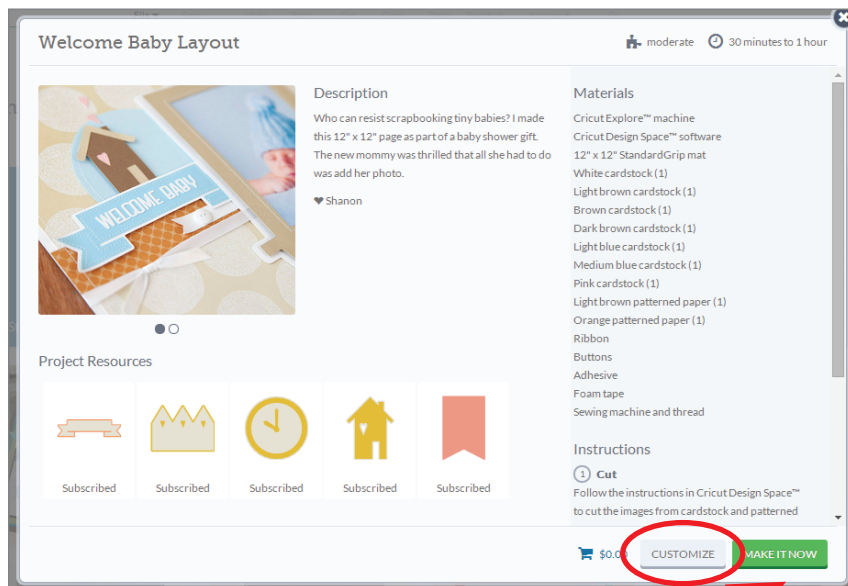 Welcome Baby Layout
moderate
30 minutes to 1 hour
WELCOME BABY
Description
Who can resist scrapbooking tiny babies? I made
this 12" x 12" page as part of a baby shower gift.
The new mommy was thrilled that all she had to do
was add her photo.
♥ Shanon
Project Resources
Subscribed
Subscribed
Subscribed
Subscribed
Subscribed
Materials
Cricut Explore™ machine
Cricut Design Space™ software
12" x 12" StandardGrip mat
White cardstock (1)
Light brown cardstock (1)
Brown cardstock (1)
Dark brown cardstock (1)
Light blue cardstock (1)
Medium blue cardstock (1)
Pink cardstock (1)
Light brown patterned paper (1)
Orange patterned paper (1)
Ribbon
Buttons
Adhesive
Foam tape
Sewing machine and thread
Instructions
1 Cut
Follow the instructions in Cricut Design Space™
to cut the images from cardstock and patterned
$0.00
CUSTOMIZE
MAKE IT NOW